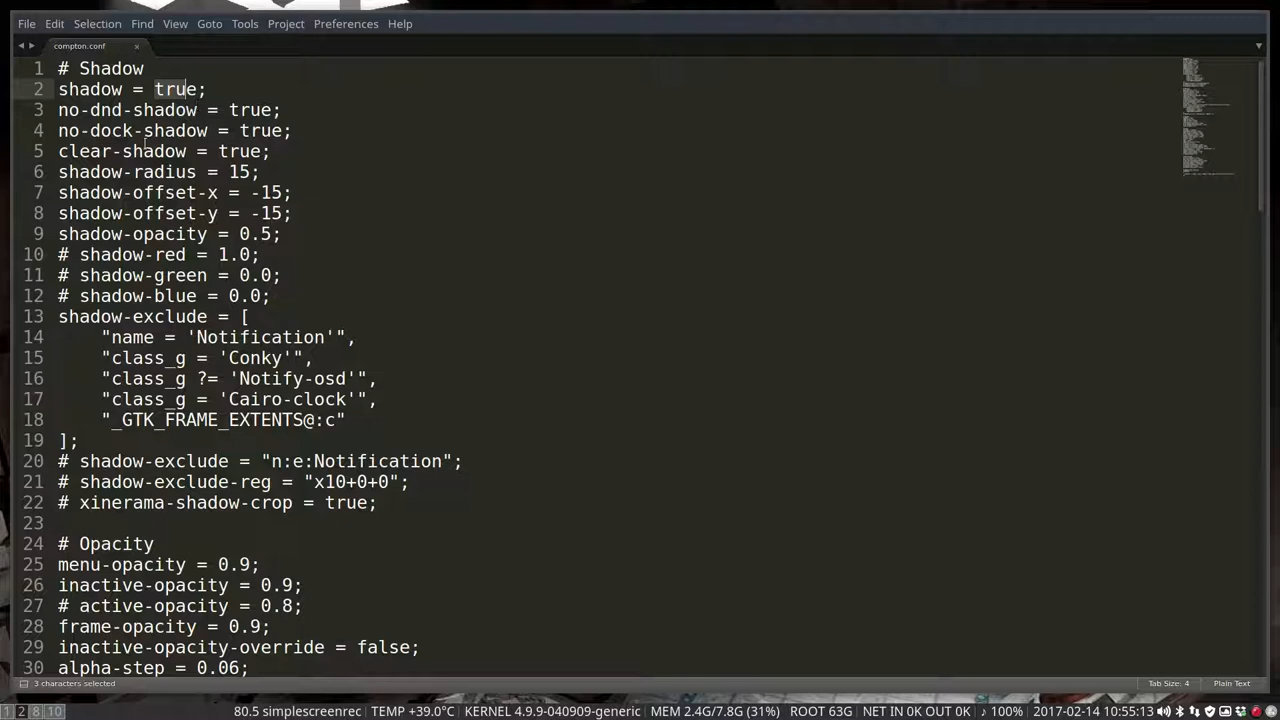 File Edit Selection Find View Goto Tools Project Preferences Help
compton.conf ×
1 # Shadow
2 shadow = true;
3 no-dnd-shadow = true;
4 no-dock-shadow = true;
5 clear-shadow = true;
6 shadow-radius = 15;
7 shadow-offset-x = -15;
8 shadow-offset-y = -15;
9 shadow-opacity = 0.5;
10 # shadow-red = 1.0;
11 # shadow-green = 0.0;
12 # shadow-blue = 0.0;
13 shadow-exclude = [
14 "name = 'Notification'",
15 "class_g = 'Conky'",
16 "class_g ?= 'Notify-osd'",
17 "class_g = 'Cairo-clock'",
18 "_GTK_FRAME_EXTENTS@:c"
19 ];
20 # shadow-exclude = "n:e:Notification";
21 # shadow-exclude-reg = "x10+0+0";
22 # xinerama-shadow-crop = true;
23
24 # Opacity
25 menu-opacity = 0.9;
26 inactive-opacity = 0.9;
27 # active-opacity = 0.8;
28 frame-opacity = 0.9;
29 inactive-opacity-override = false;
30 alpha-step = 0.06;
3 characters selected Tab Size: 4 Plain Text
1 2 8 10 80.5 simplescreenrec TEMP +39.0°C KERNEL 4.9.9-040909-generic MEM 2.4G/7.8G (31%) ROOT 63G NET IN 0K OUT 0K ♪ 100% 2017-02-14 10:55:13